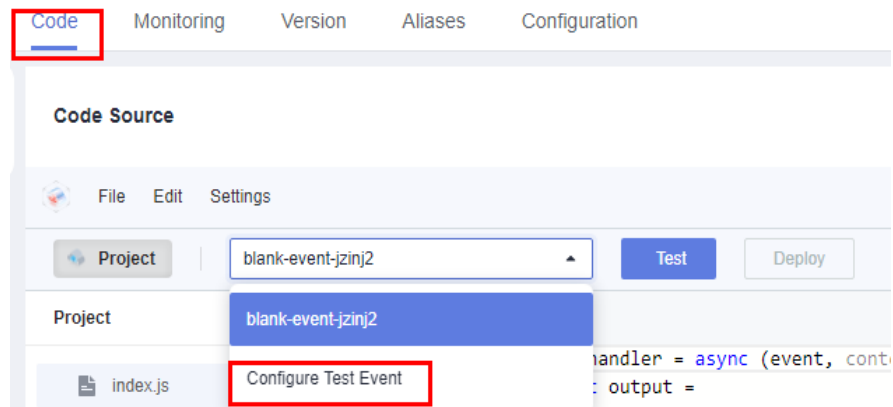 Code Monitoring Version Aliases Configuration
Code Source
File Edit Settings
Project blank-event-jzinj2 Test Deploy
Project blank-event-jzinj2
handler = async (event,
index.js Configure Test Event output =